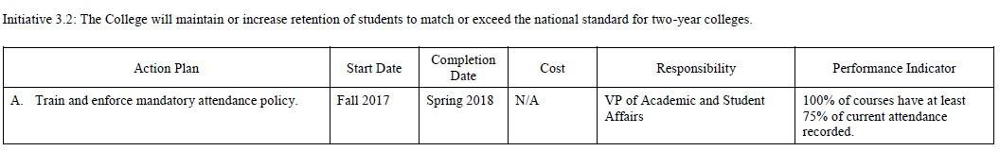 Initiative 3.2: The College will maintain or increase retention of students to match or exceed the national standard for two-year colleges.
Action Plan
Start Date
Completion
Date
Cost
Responsibility
Performance Indicator
A. Train and enforce mandatory attendance policy.
Fall 2017
Spring 2018
N/A
VP of Academic and Student
Affairs
100% of courses have at least
75% of current attendance
recorded.